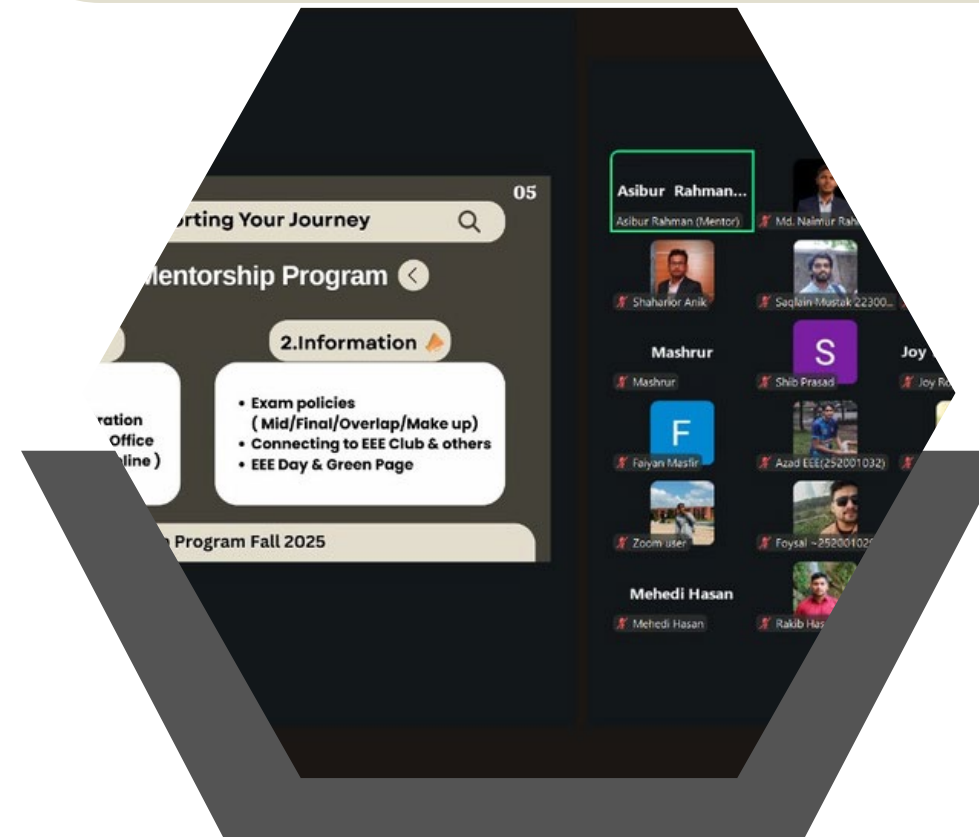 05
rting Your Journey
Mentorship Program
2.Information
ration
Office
line )
• Exam policies
( Mid/Final/Overlap/Make up)
• Connecting to EEE Club & others
• EEE Day & Green Page
Program Fall 2025
Asibur Rahman...
Asibur Rahman (Mentor)
Md. Naimur Rah
Shaharior Anik
Saqlain Mustak 22300...
Mashrur
S
Joy
Mashrur
Shib Prasad
Joy Ro
F
Faiyan Masfir
Azad EEE(252001032)
Zoom user
Foysal ~25200102
Mehedi Hasan
Mehedi Hasan
Rakib Has